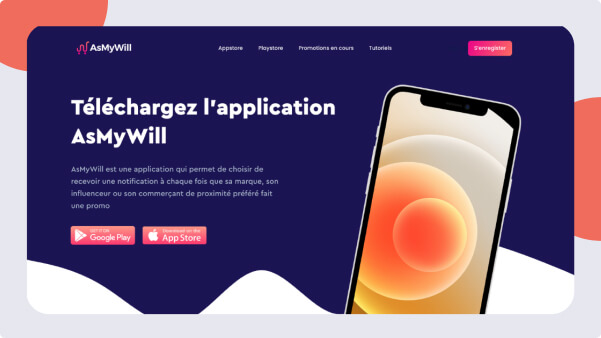 AsMyWill
Appstore
Playstore
Promotions en cours
Tutoriels
S'enregister
Téléchargez l'application
AsMyWill
AsMyWill est une application qui permet de choisir de
recevoir une notification à chaque fois que sa marque, son
influenceur ou son commerçant de proximité préféré fait
une promo
GET IT ON
Google Play
Download on the
App Store